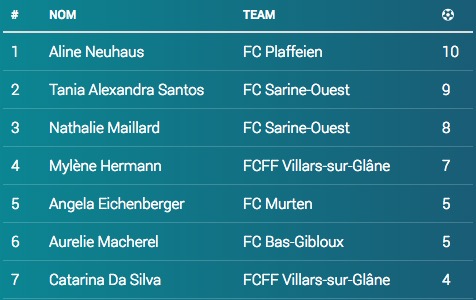 # NOM TEAM
1 Aline Neuhaus FC Plaffeien 10
2 Tania Alexandra Santos FC Sarine-Ouest 9
3 Nathalie Maillard FC Sarine-Ouest 8
4 Mylène Hermann FCFF Villars-sur-Glâne 7
5 Angela Eichenberger FC Murten 5
6 Aurelie Macherel FC Bas-Gibloux 5
7 Catarina Da Silva FCFF Villars-sur-Glâne 4